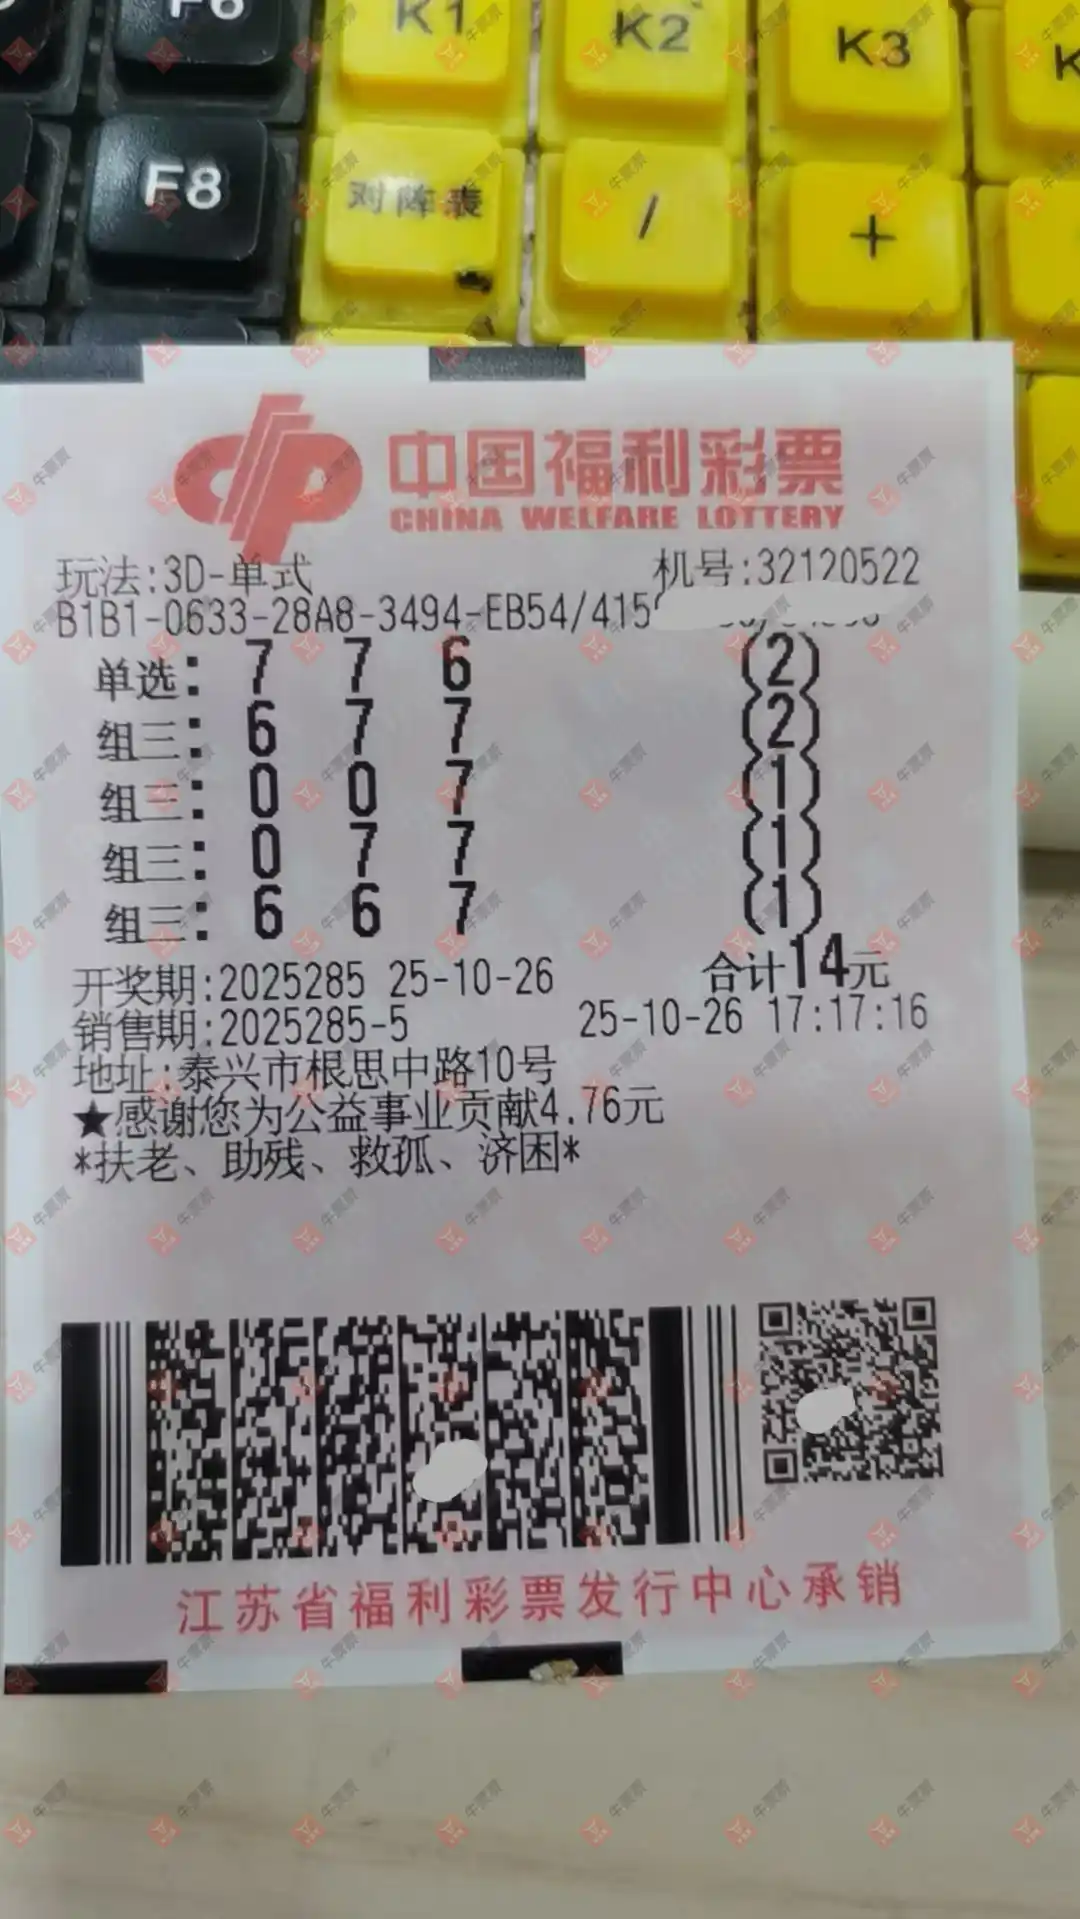 F6 K1 K2 K3 K
F8 对阵表 / +
中国福利彩票
CHINA WELFARE LOTTERY
玩法:3D-单式 机号:32120522
B1B1-0633-28A8-3494-EB54/415
单选: 7 7 6 (2)
组三: 6 7 7 (2)
组三: 0 0 7 (1)
组三: 0 7 7 (1)
组三: 6 6 7 (1)
开奖期:2025285 25-10-26 合计14元
销售期:2025285-5 25-10-26 17:17:16
地址:泰兴市根思中路10号
★感谢您为公益事业贡献4.76元
*扶老、助残、救孤、济困*
江苏省福利彩票发行中心承销
牛票票